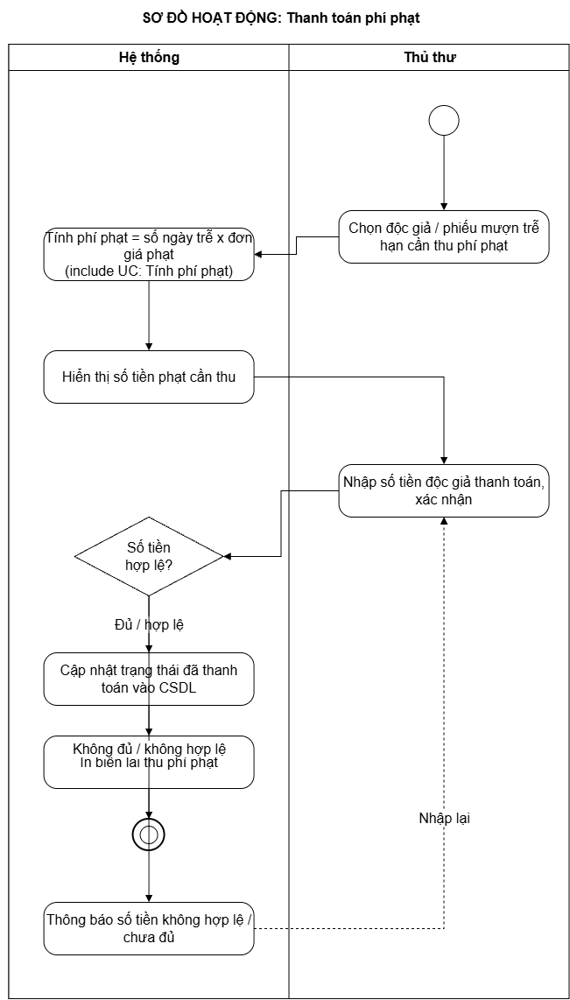 SƠ ĐỒ HOẠT ĐỘNG: Thanh toán phí phạt
Hệ thống
Thủ thư
Chọn độc giả / phiếu mượn trễ
hạn cần thu phí phạt
Tính phí phạt = số ngày trễ x đơn
giá phạt
(include UC: Tính phí phạt)
Hiển thị số tiền phạt cần thu
Nhập số tiền độc giả thanh toán,
xác nhận
Số tiền
hợp lệ?
Đủ / hợp lệ
Cập nhật trạng thái đã thanh
toán vào CSDL
Không đủ / không hợp lệ
In biên lai thu phí phạt
Nhập lại
Thông báo số tiền không hợp lệ /
chưa đủ